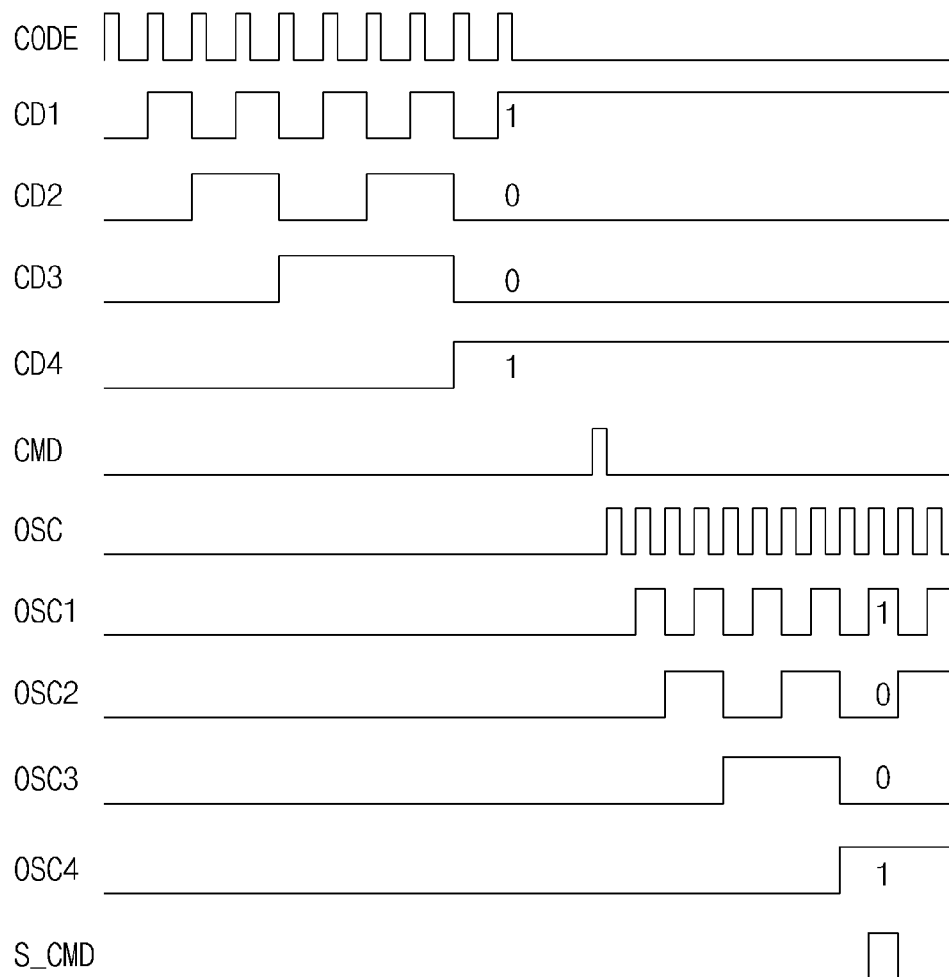 CODE
CD1 1
CD2 0
CD3 0
CD4 1
CMD
OSC
OSC1 1
OSC2 0
OSC3 0
OSC4 1
S_CMD